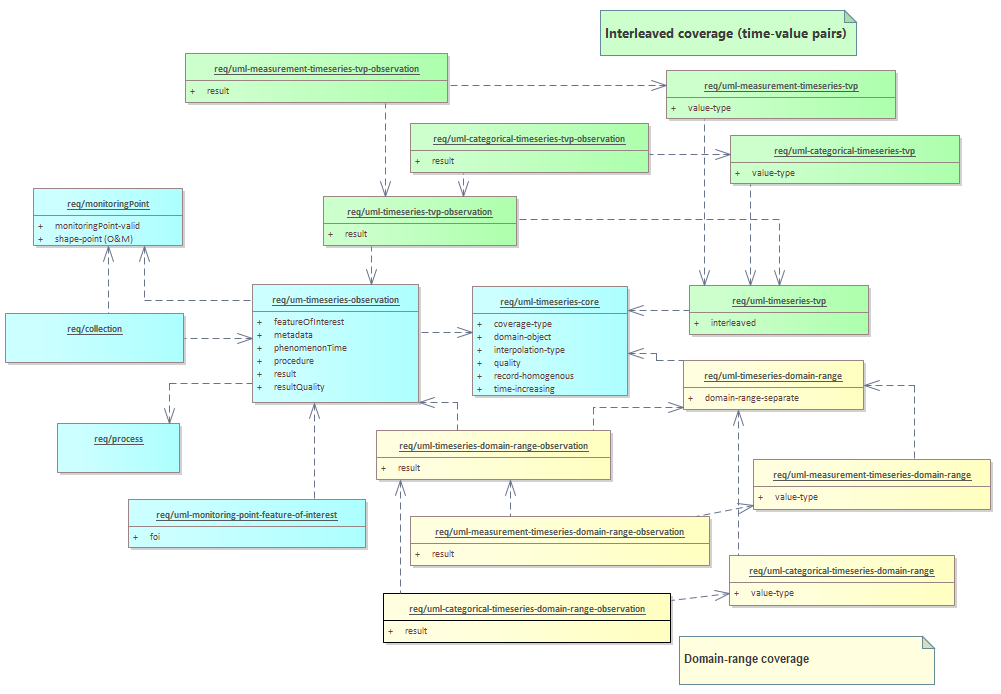 Interleaved coverage (time-value pairs)
req/uml-measurement-timeseries-tvp-observation
+ result
req/uml-measurement-timeseries-tvp
+ value-type
req/uml-categorical-timeseries-tvp-observation
+ result
req/uml-categorical-timeseries-tvp
+ value-type
req/monitoringPoint
+ monitoringPoint-valid
+ shape-point (O&M)
req/uml-timeseries-tvp-observation
+ result
req/um-timeseries-observation
+ featureOfInterest
+ metadata
+ phenomenonTime
+ procedure
+ result
+ resultQuality
req/uml-timeseries-core
+ coverage-type
+ domain-object
+ interpolation-type
+ quality
+ record-homogenous
+ time-increasing
req/uml-timeseries-tvp
+ interleaved
req/collection
req/uml-timeseries-domain-range
+ domain-range-separate
req/process
req/uml-timeseries-domain-range-observation
+ result
req/uml-measurement-timeseries-domain-range
+ value-type
req/uml-monitoring-point-feature-of-interest
+ foi
req/uml-measurement-timeseries-domain-range-observation
+ result
req/uml-categorical-timeseries-domain-range
+ value-type
req/uml-categorical-timeseries-domain-range-observation
+ result
Domain-range coverage